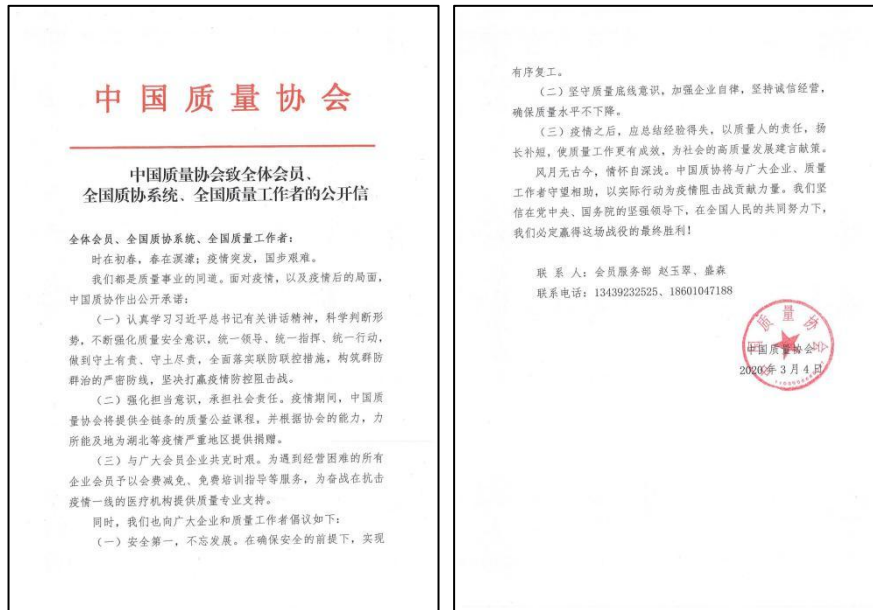 中国质量协会
中国质量协会致全体会员、
全国质协系统、全国质量工作者的公开信
全体会员、全国质协系统、全国质量工作者：
时在初春，春在溟濛；疫情突发，国步艰难。
我们都是质量事业的同道。面对疫情，以及疫情后的局面，
中国质协作出公开承诺：
（一）认真学习习近平总书记有关讲话精神，科学判断形
势，不断强化质量安全意识，统一领导、统一指挥、统一行动，
做到守土有责、守土尽责，全面落实联防联控措施，构筑群防
群治的严密防线，坚决打赢疫情防控阻击战。
（二）强化担当意识，承担社会责任。疫情期间，中国质
量协会将提供全链条的质量公益课程，并根据协会的能力，力
所能及地为湖北等疫情严重地区提供捐赠。
（三）与广大会员企业共克时艰。为遇到经营困难的所有
企业会员予以会费减免、免费培训指导等服务，为奋战在抗击
疫情一线的医疗机构提供质量专业支持。
同时，我们也向广大企业和质量工作者倡议如下：
（一）安全第一，不忘发展。在确保安全的前提下，实现
有序复工。
（二）坚守质量底线意识，加强企业自律，坚持诚信经营，
确保质量水平不下降。
（三）疫情之后，应总结经验得失，以质量人的责任，扬
长补短，使质量工作更有成效，为社会的高质量发展建言献策。
风月无古今，情怀自深浅。中国质协将与广大企业、质量
工作者守望相助，以实际行动为疫情阻击战贡献力量。我们坚
信在党中央、国务院的坚强领导下，在全国人民的共同努力下，
我们必定赢得这场战役的最终胜利！
联 系 人：会员服务部 赵玉翠、盛森
联系电话：13439232525、18601047188
中国质量协会
2020年3月4日
中国质量协会